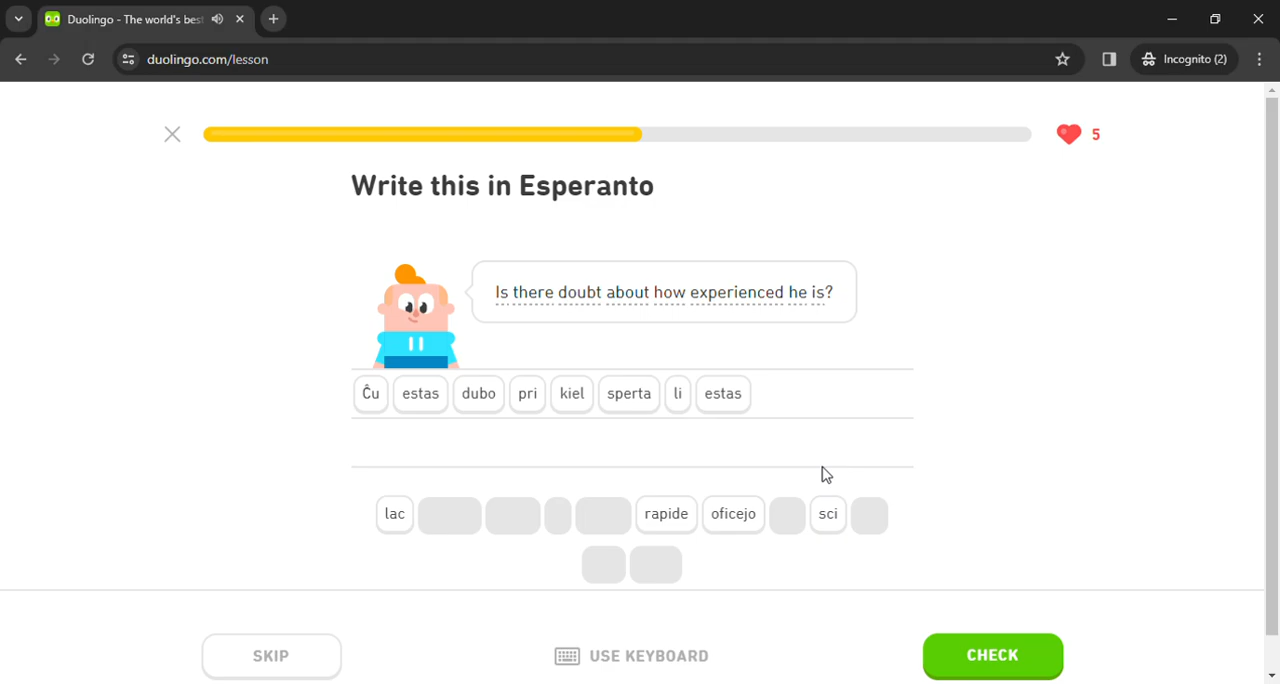 Duolingo - The world's bes
duolingo.com/lesson
Incognito (2)
5
Write this in Esperanto
Is there doubt about how experienced he is?
Ĉu estas dubo pri kiel sperta li estas
lac rapide oficejo sci
SKIP USE KEYBOARD CHECK